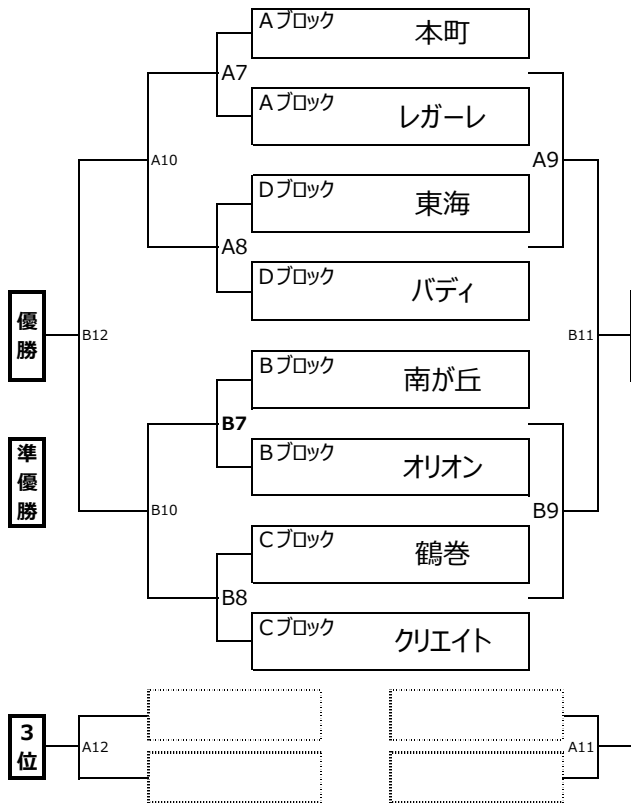 Aブロック 本町
A7
Aブロック レガーレ
A10
A9
Dブロック 東海
A8
Dブロック バディ
優勝
B12
B11
Bブロック 南が丘
B7
準優勝
Bブロック オリオン
B10
B9
Cブロック 鶴巻
B8
Cブロック クリエイト
3位
A12
A11